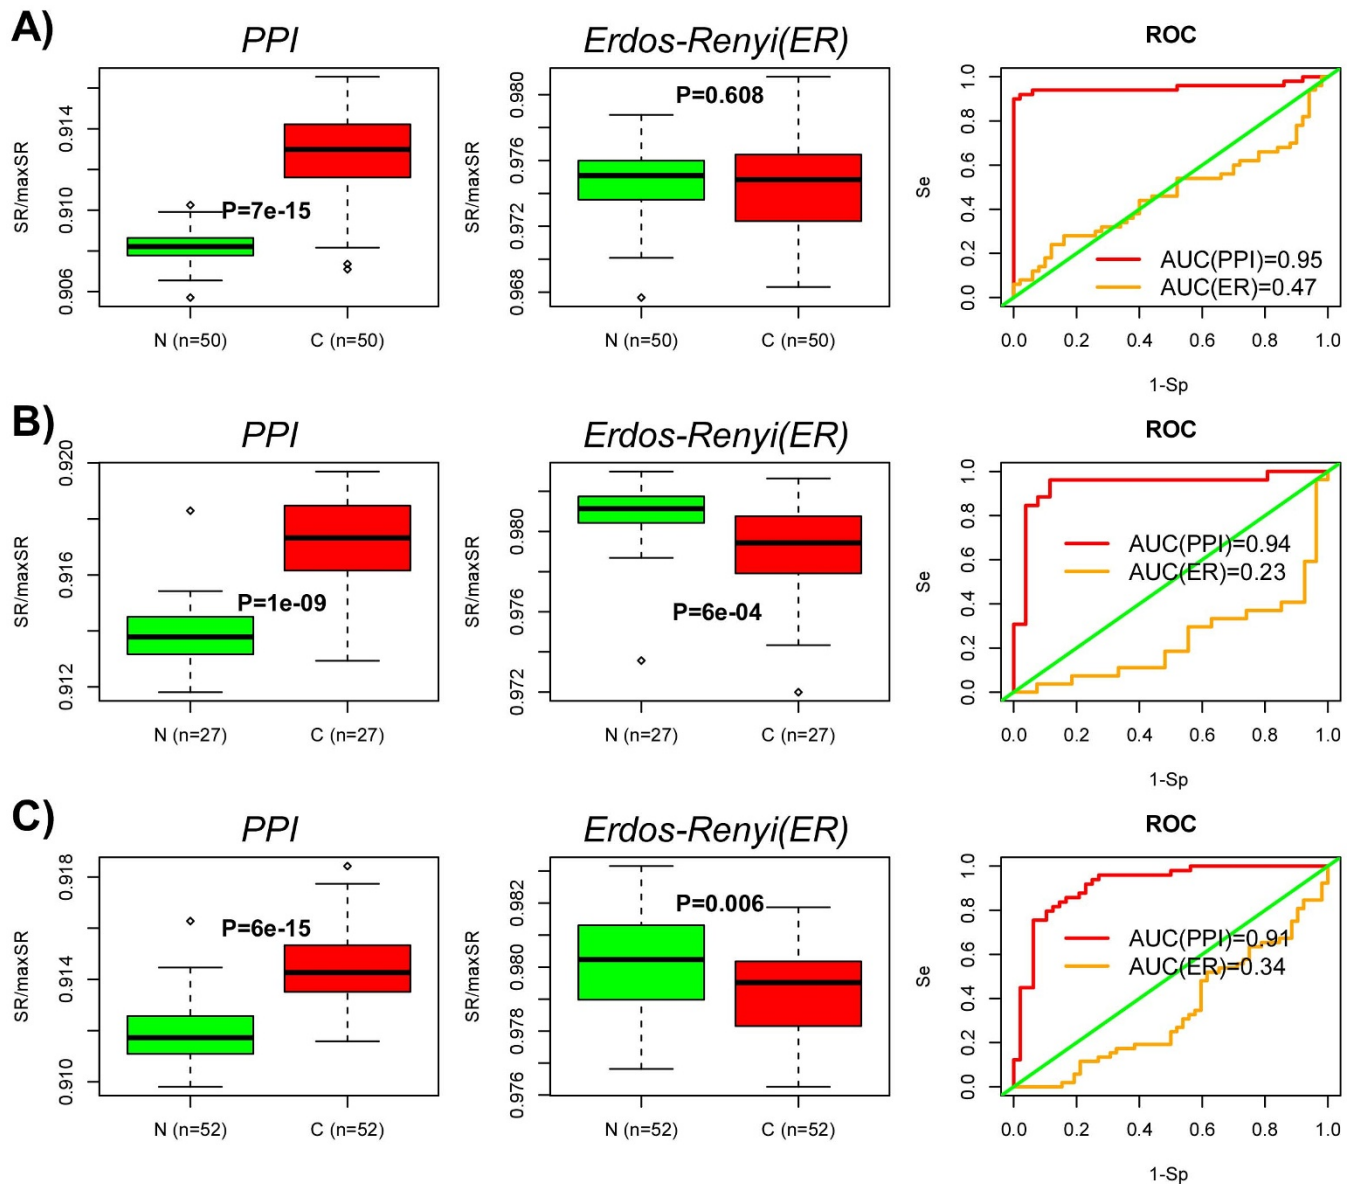 A)
PPI
Erdos-Renyi(ER)
ROC
SR/maxSR
0.906 0.910 0.914
P=7e-15
N (n=50) C (n=50)
SR/maxSR
0.968 0.972 0.976 0.980
P=0.608
N (n=50) C (n=50)
Se
0.0 0.2 0.4 0.6 0.8 1.0
AUC(PPI)=0.95
AUC(ER)=0.47
0.0 0.2 0.4 0.6 0.8 1.0
1-Sp
B)
PPI
Erdos-Renyi(ER)
ROC
SR/maxSR
0.912 0.916 0.920
P=1e-09
N (n=27) C (n=27)
SR/maxSR
0.972 0.976 0.980
P=6e-04
N (n=27) C (n=27)
Se
0.0 0.2 0.4 0.6 0.8 1.0
AUC(PPI)=0.94
AUC(ER)=0.23
0.0 0.2 0.4 0.6 0.8 1.0
1-Sp
C)
PPI
Erdos-Renyi(ER)
ROC
SR/maxSR
0.910 0.914 0.918
P=6e-15
N (n=52) C (n=52)
SR/maxSR
0.976 0.978 0.980 0.982
P=0.006
N (n=52) C (n=52)
Se
0.0 0.2 0.4 0.6 0.8 1.0
AUC(PPI)=0.91
AUC(ER)=0.34
0.0 0.2 0.4 0.6 0.8 1.0
1-Sp